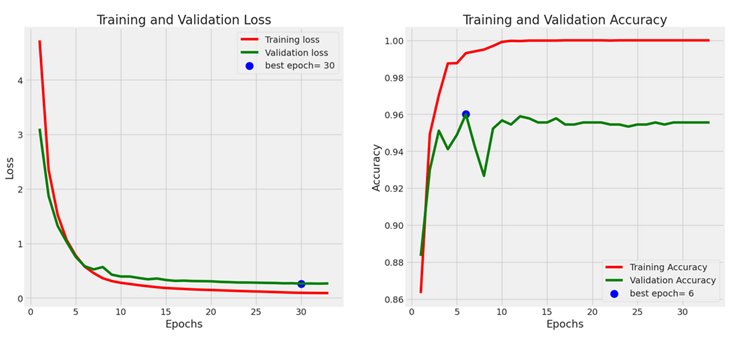 Training and Validation Loss
Training loss
Validation loss
best epoch= 30
4
3
2
1
0
Loss
0 5 10 15 20 25 30
Epochs
Training and Validation Accuracy
1.00
0.98
0.96
0.94
0.92
0.90
0.88
0.86
Accuracy
Training Accuracy
Validation Accuracy
best epoch= 6
0 5 10 15 20 25 30
Epochs